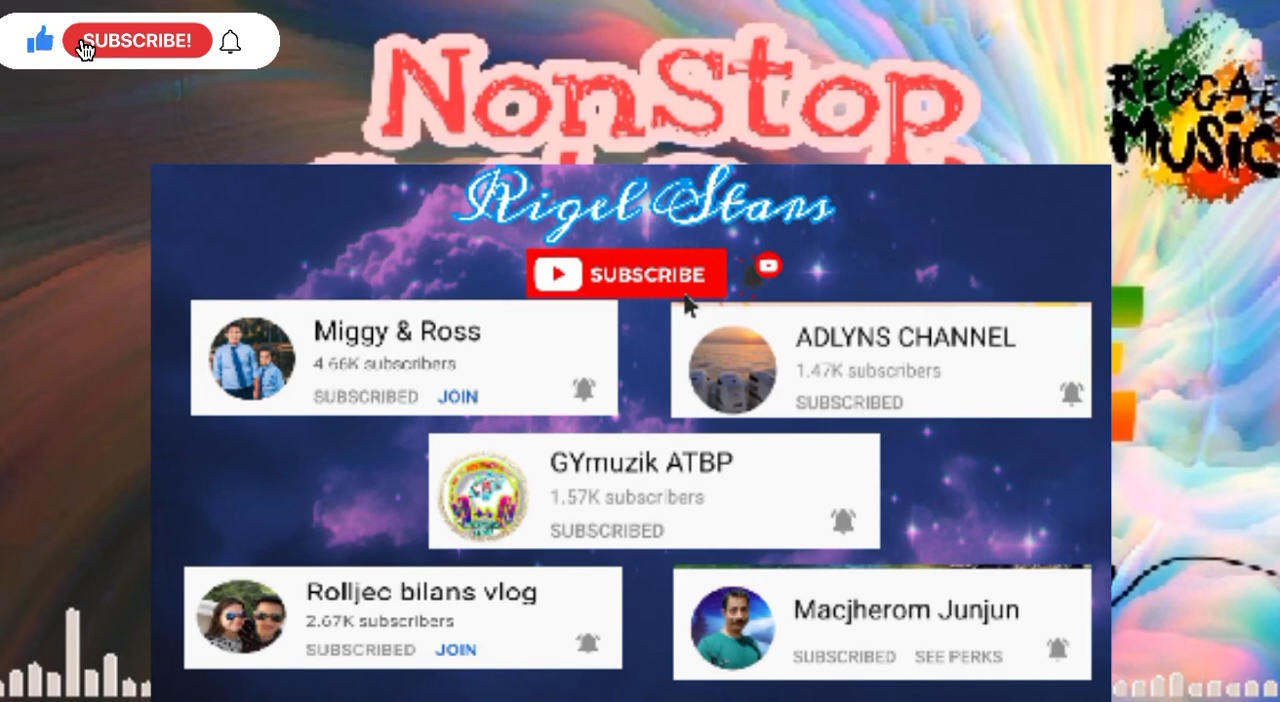 SUBSCRIBE!
NonStop
REGGAE
MUSIC
Rigel Stars
SUBSCRIBE
Miggy & Ross
4.66K subscribers
SUBSCRIBED JOIN
ADLYNS CHANNEL
1.47K subscribers
SUBSCRIBED
GYmuzik ATBP
1.57K subscribers
SUBSCRIBED
Rolljec bilans vlog
2.67K subscribers
SUBSCRIBED JOIN
Macjherom Junjun
SUBSCRIBED SEE PERKS